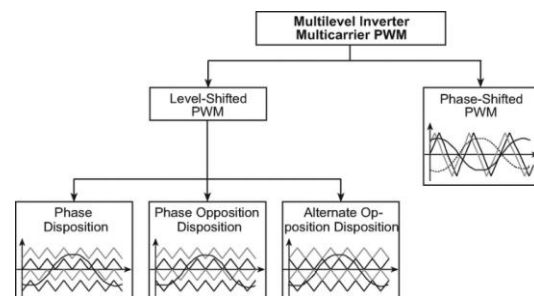 Multilevel Inverter
Multicarrier PWM
Level-Shifted
PWM
Phase-Shifted
PWM
Phase
Disposition
Phase Opposition
Disposition
Alternate Op-
position Disposition